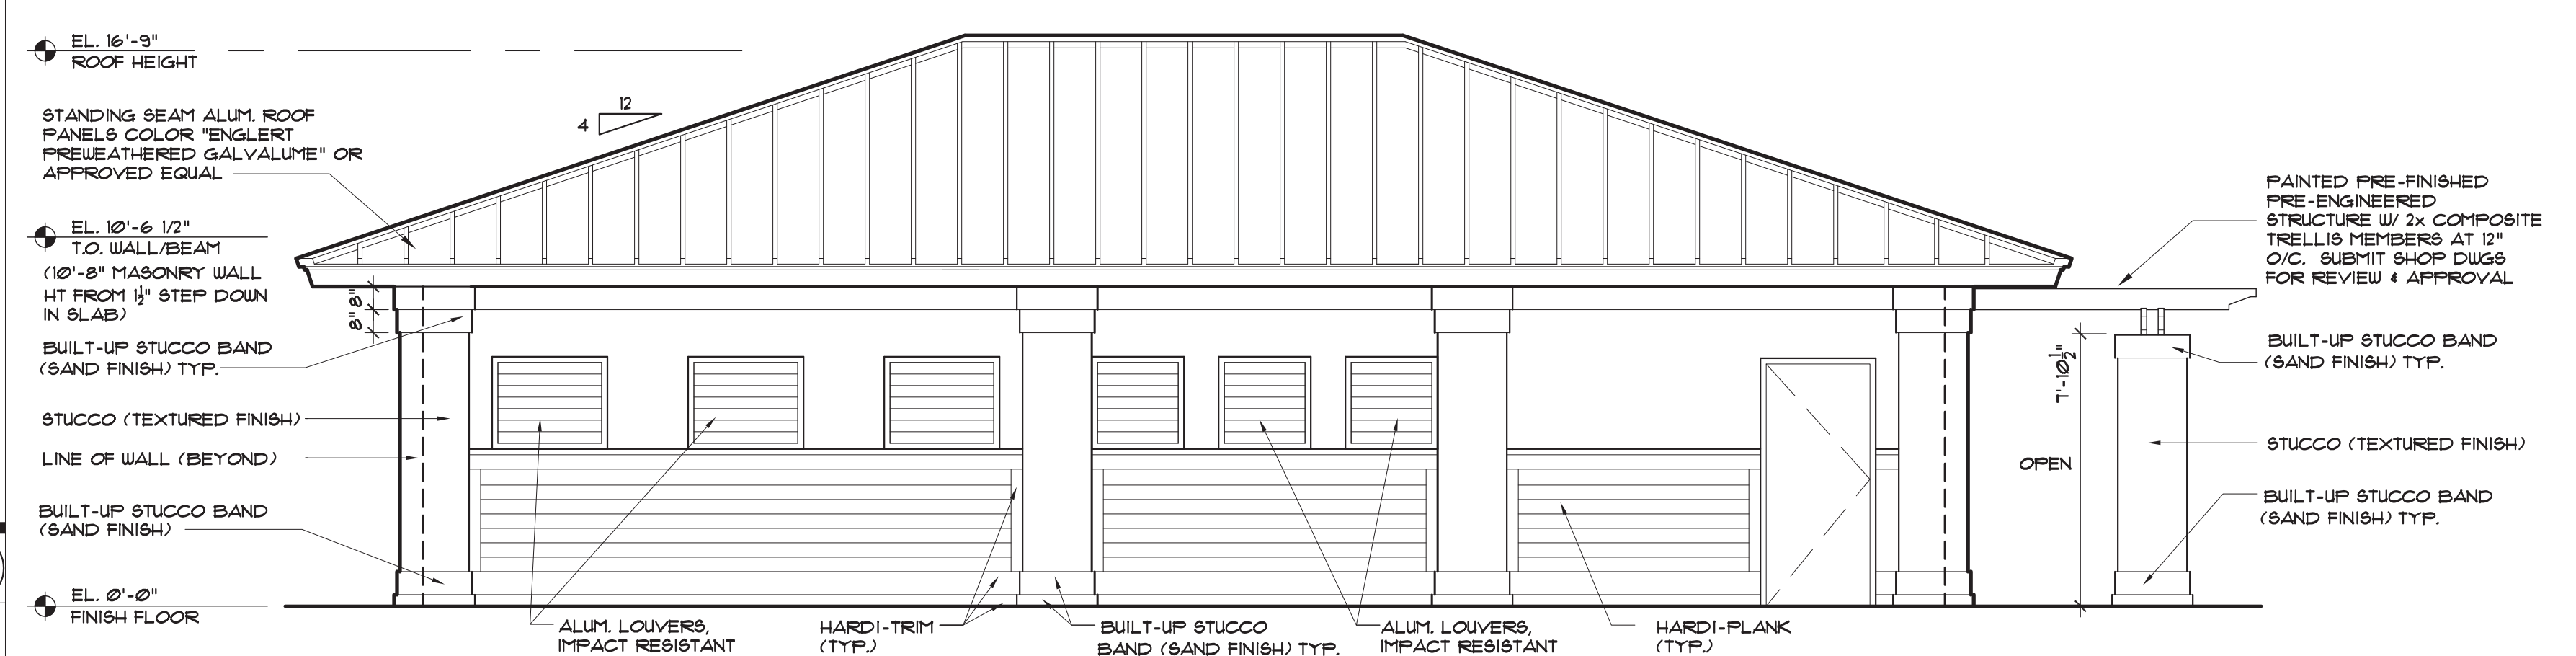 EL. 16'-9"
ROOF HEIGHT
STANDING SEAM ALUM. ROOF
PANELS COLOR "ENGLERT
PREWEATHERED GALVALUME" OR
APPROVED EQUAL
12
4
EL. 10'-6 1/2"
T.O. WALL/BEAM
(10'-8" MASONRY WALL
HT FROM 1½" STEP DOWN
IN SLAB)
8"
8"
BUILT-UP STUCCO BAND
(SAND FINISH) TYP.
STUCCO (TEXTURED FINISH)
LINE OF WALL (BEYOND)
BUILT-UP STUCCO BAND
(SAND FINISH)
EL. 0'-0"
FINISH FLOOR
ALUM. LOUVERS,
IMPACT RESISTANT
HARDI-TRIM
(TYP.)
BUILT-UP STUCCO
BAND (SAND FINISH) TYP.
ALUM. LOUVERS,
IMPACT RESISTANT
HARDI-PLANK
(TYP.)
PAINTED PRE-FINISHED
PRE-ENGINEERED
STRUCTURE W/ 2x COMPOSITE
TRELLIS MEMBERS AT 12"
O/C. SUBMIT SHOP DWGS
FOR REVIEW & APPROVAL
BUILT-UP STUCCO BAND
(SAND FINISH) TYP.
7'-10½"
OPEN
STUCCO (TEXTURED FINISH)
BUILT-UP STUCCO BAND
(SAND FINISH) TYP.